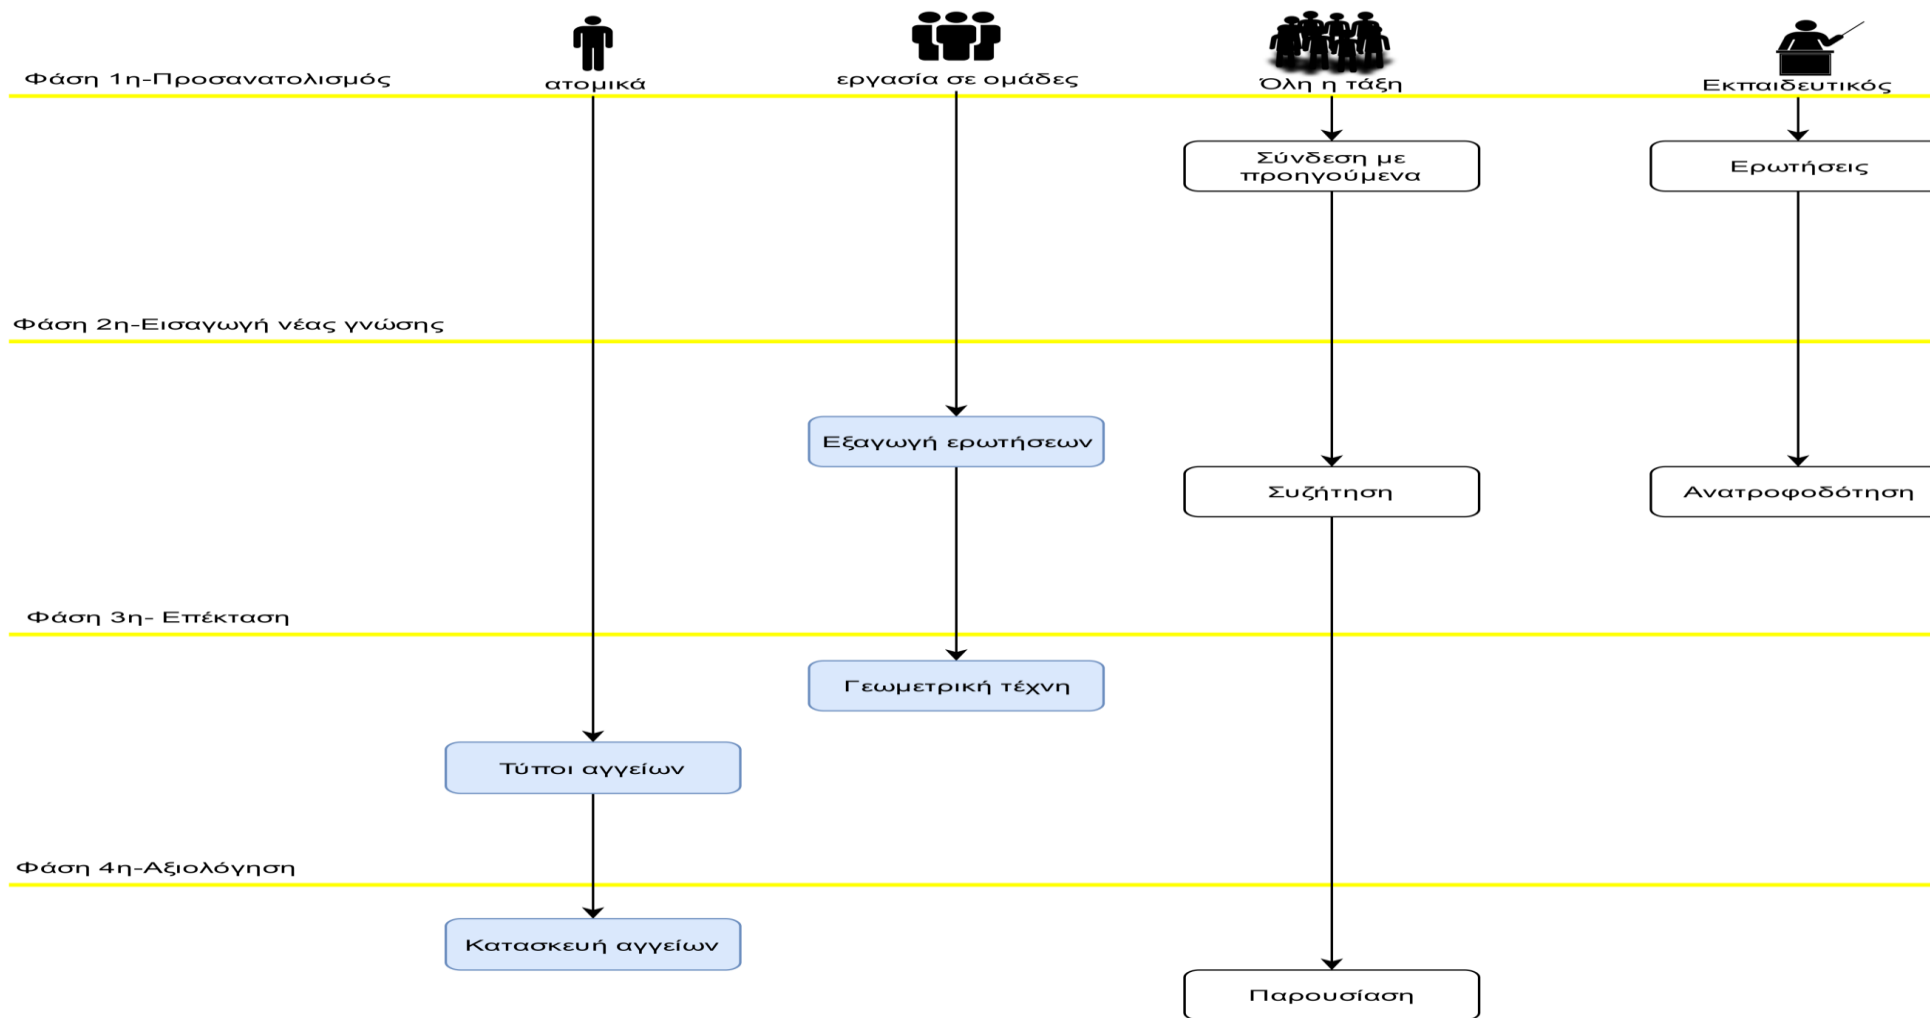 Φάση 1η-Προσανατολισμός
ατομικά
εργασία σε ομάδες
Όλη η τάξη
Εκπαιδευτικός
Σύνδεση με
προηγούμενα
Ερωτήσεις
Φάση 2η-Εισαγωγή νέας γνώσης
Εξαγωγή ερωτήσεων
Συζήτηση
Ανατροφοδότηση
Φάση 3η- Επέκταση
Γεωμετρική τέχνη
Τύποι αγγείων
Φάση 4η-Αξιολόγηση
Κατασκευή αγγείων
Παρουσίαση